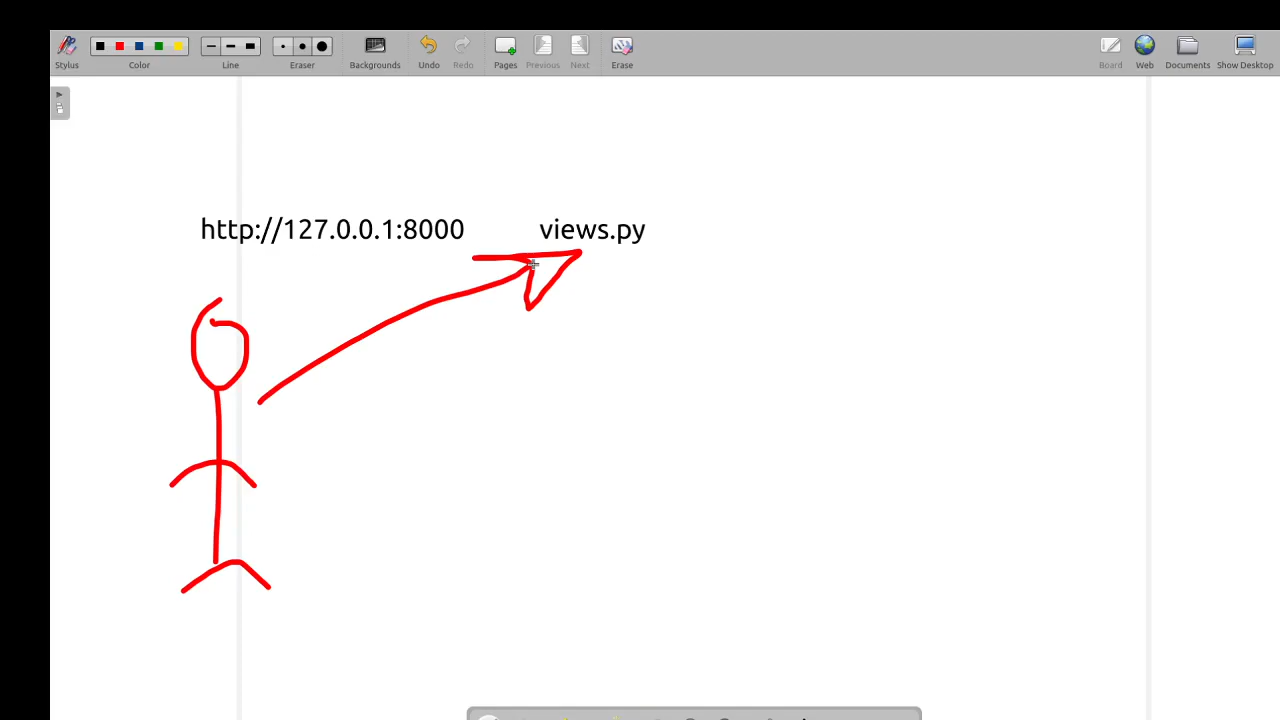 Stylus Color Line Eraser Backgrounds Undo Redo Pages Previous Next Erase Board Web Documents Show Desktop
http://127.0.0.1:8000 views.py